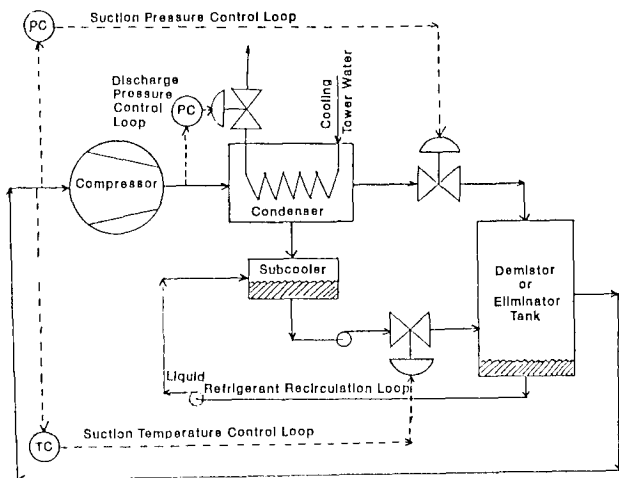 Suction Pressure Control Loop
PC
Discharge
Pressure
Control
Loop
PC
Cooling
Tower Water
Compressor
Condenser
Subcooler
Demistor
or
Eliminator
Tank
Liquid
Refrigerant Recirculation Loop
Suction Temperature Control Loop
TC